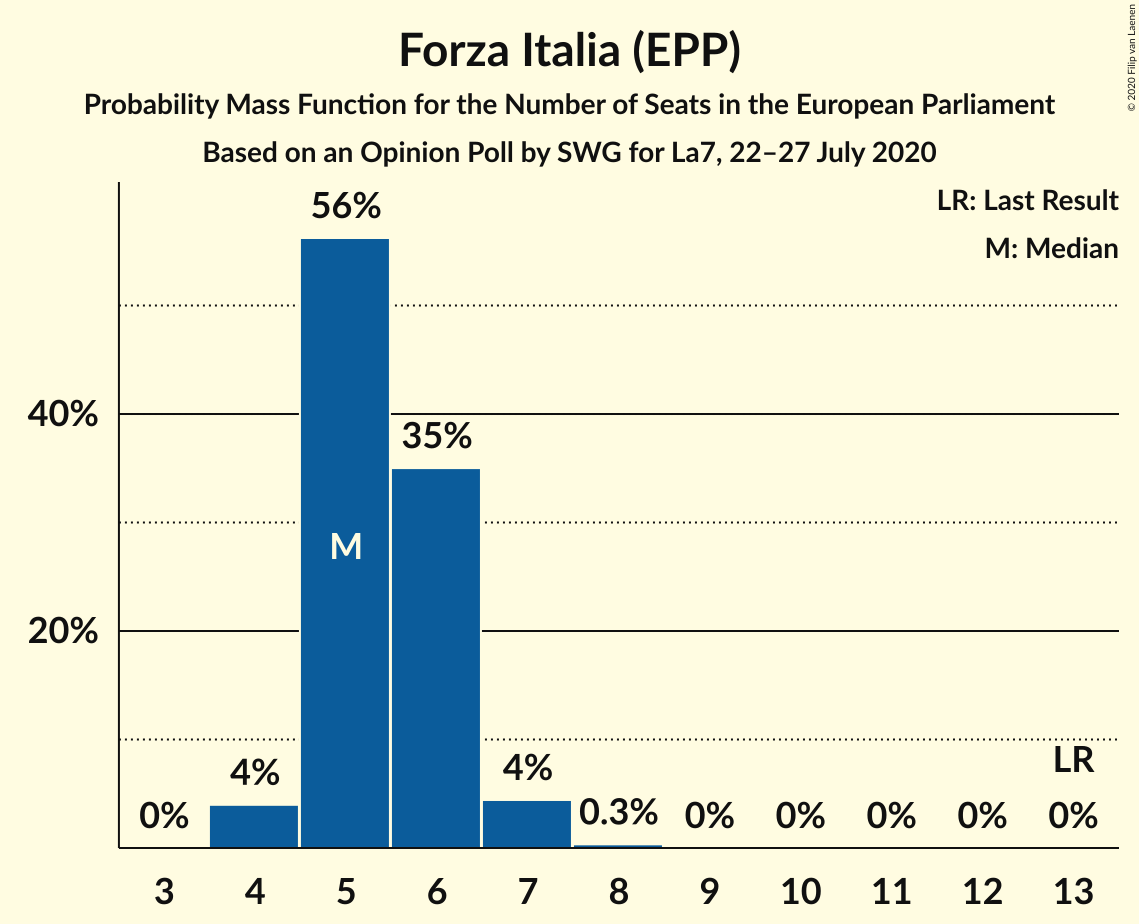 Forza Italia (EPP)
Probability Mass Function for the Number of Seats in the European Parliament
Based on an Opinion Poll by SWG for La7, 22–27 July 2020
© 2020 Filip van Laenen
LR: Last Result
M: Median
56%
40%
35%
M
20%
4%
4%
LR
0%
0.3%
0%
0%
0%
0%
0%
3 4 5 6 7 8 9 10 11 12 13